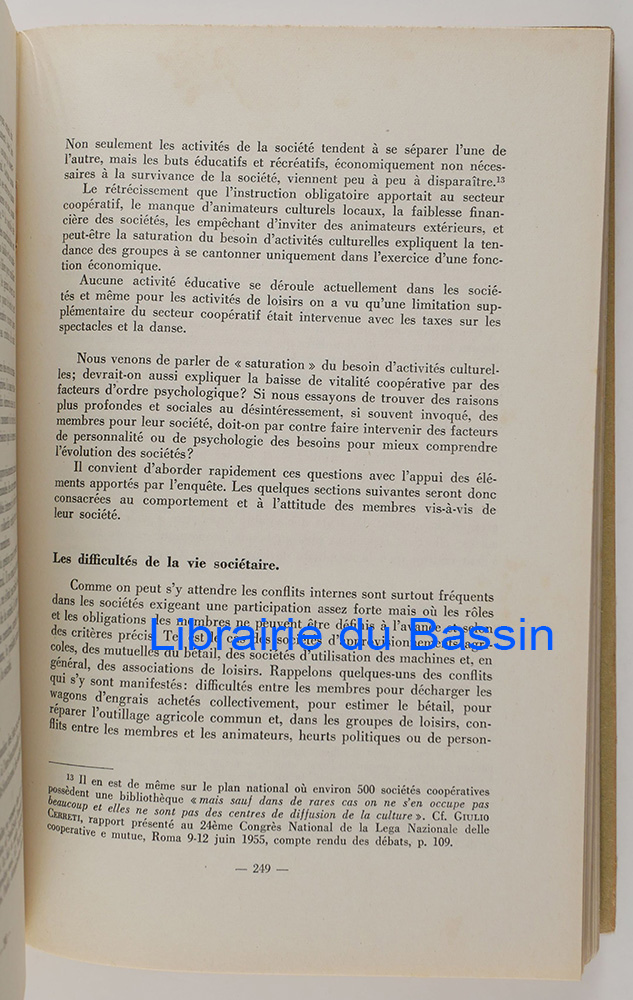 Non seulement les activités de la société tendent à se séparer l'une de
l'autre, mais les buts éducatifs et récréatifs, économiquement non néces-
saires à la survivance de la société, viennent peu à peu à disparaître.¹³
Le rétrécissement que l'instruction obligatoire apportait au secteur
coopératif, le manque d'animateurs culturels locaux, la faiblesse finan-
cière des sociétés, les empêchant d'inviter des animateurs extérieurs, et
peut-être la saturation du besoin d'activités culturelles expliquent la ten-
dance des groupes à se cantonner uniquement dans l'exercice d'une fonc-
tion économique.
Aucune activité éducative se déroule actuellement dans les socié-
tés et même pour les activités de loisirs on a vu qu'une limitation sup-
plémentaire du secteur coopératif était intervenue avec les taxes sur les
spectacles et la danse.
Nous venons de parler de « saturation » du besoin d'activités culturel-
les; devrait-on aussi expliquer la baisse de vitalité coopérative par des
facteurs d'ordre psychologique? Si nous essayons de trouver des raisons
plus profondes et sociales au désintéressement, si souvent invoqué, des
membres pour leur société, doit-on par contre faire intervenir des facteurs
de personnalité ou de psychologie des besoins pour mieux comprendre
l'évolution des sociétés?
Il convient d'aborder rapidement ces questions avec l'appui des élé-
ments apportés par l'enquête. Les quelques sections suivantes seront donc
consacrées au comportement et à l'attitude des membres vis-à-vis de
leur société.
Les difficultés de la vie sociétaire.
Comme on peut s'y attendre les conflits internes sont surtout fréquents
dans les sociétés exigeant une participation assez forte mais où les rôles
et les obligations des membres ne peuvent être définis à l'avance et selon
des critères précis. Tel est le cas des sociétés d'approvisionnements agri-
Librairie du Bassin
coles, des mutuelles du bétail, des sociétés d'utilisation des machines et, en
général, des associations de loisirs. Rappelons quelques-uns des conflits
qui s'y sont manifestés: difficultés entre les membres pour décharger les
wagons d'engrais achetés collectivement, pour estimer le bétail, pour
réparer l'outillage agricole commun et, dans les groupes de loisirs, con-
flits entre les membres et les animateurs, heurts politiques ou de person-
¹³ Il en est de même sur le plan national où environ 500 sociétés coopératives
possèdent une bibliothèque « mais sauf dans de rares cas on ne s'en occupe pas
beaucoup et elles ne sont pas des centres de diffusion de la culture ». Cf. GIULIO
CERRETI, rapport présenté au 24ème Congrès National de la Lega Nazionale delle
cooperative e mutue, Roma 9-12 juin 1955, compte rendu des débats, p. 109.
— 249 —